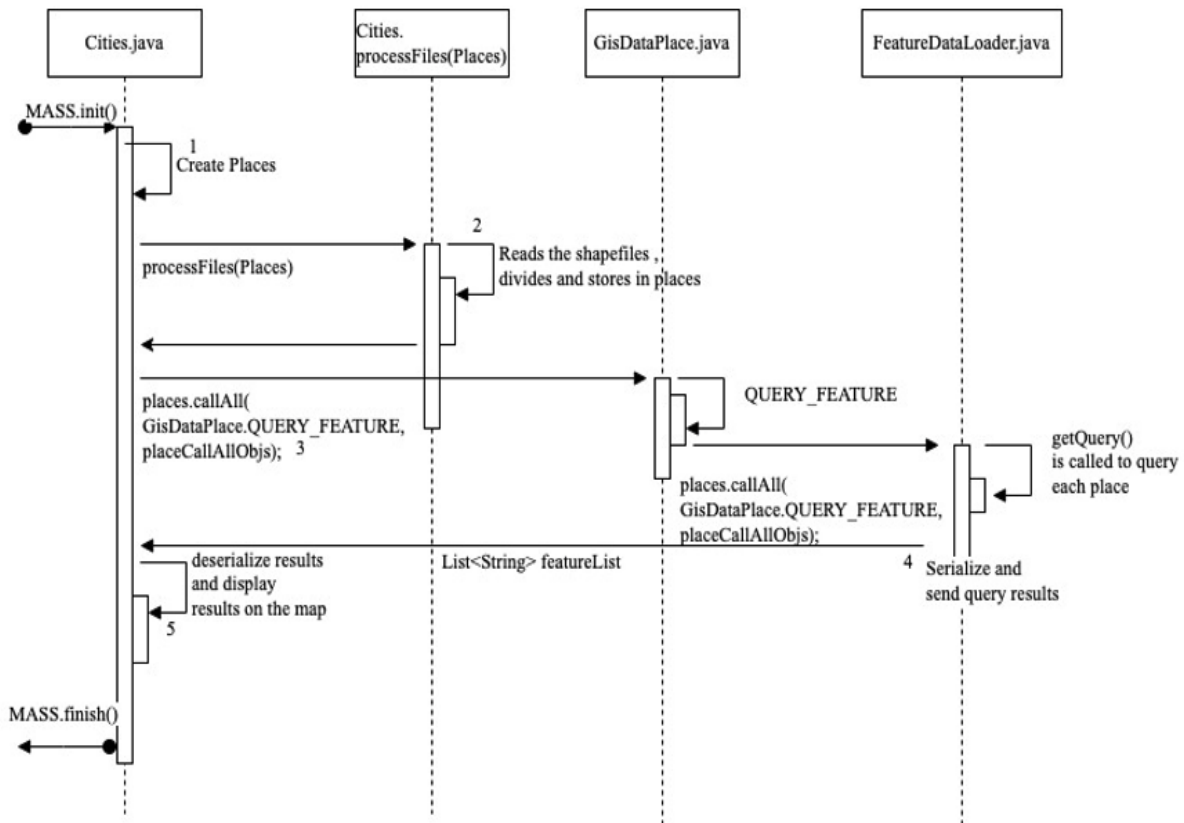 Cities.java
Cities.
processFiles(Places)
GisDataPlace.java
FeatureDataLoader.java
MASS.init()
1
Create Places
2
Reads the shapefiles ,
divides and stores in places
processFiles(Places)
places.callAll(
GisDataPlace.QUERY_FEATURE,
placeCallAllObjs); 3
QUERY_FEATURE
getQuery()
is called to query
each place
places.callAll(
GisDataPlace.QUERY_FEATURE,
placeCallAllObjs);
List<String> featureList
4
Serialize and
send query results
deserialize results
and display
results on the map
5
MASS.finish()